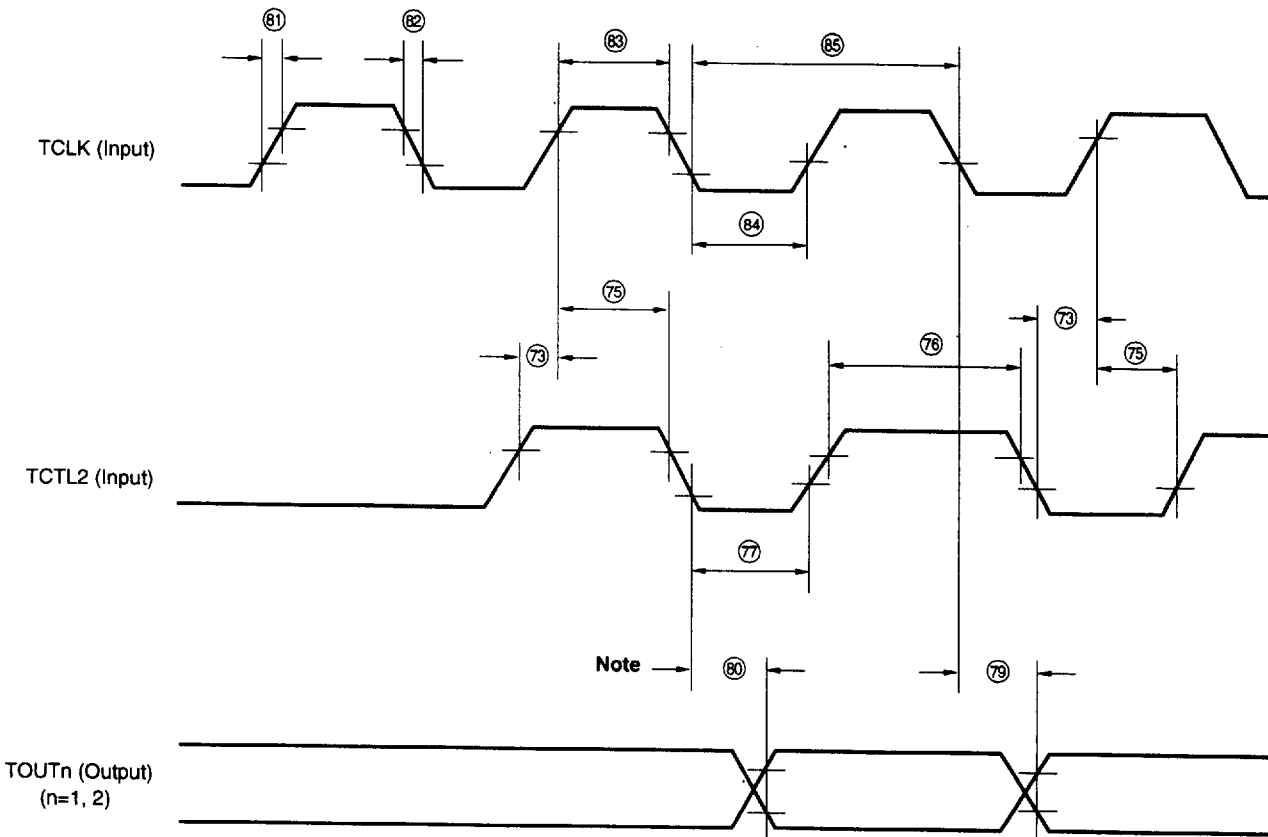 81 82 83 85
TCLK (Input)
84
75
73 76 73 75
TCTL2 (Input)
77
Note 80 79
TOUTn (Output)
(n=1, 2)